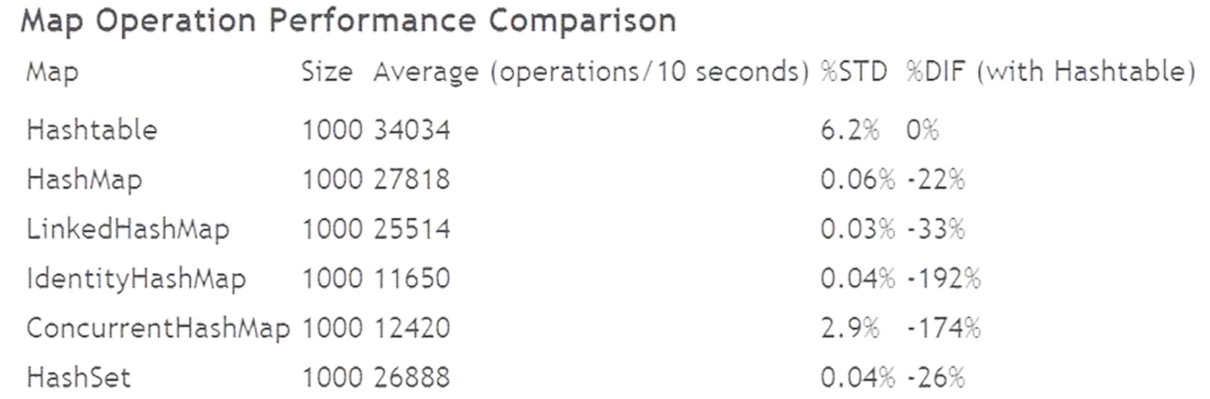 Map Operation Performance Comparison
Map Size Average (operations/10 seconds) %STD %DIF (with Hashtable)
Hashtable 1000 34034 6.2% 0%
HashMap 1000 27818 0.06% -22%
LinkedHashMap 1000 25514 0.03% -33%
IdentityHashMap 1000 11650 0.04% -192%
ConcurrentHashMap 1000 12420 2.9% -174%
HashSet 1000 26888 0.04% -26%